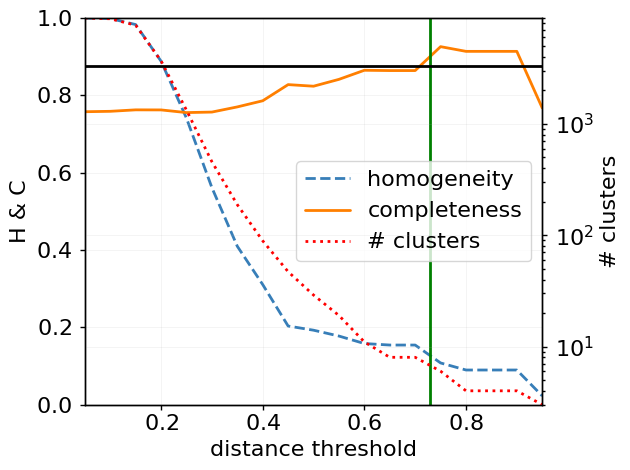 1.0
0.8
0.6
0.4
0.2
0.0
H & C
0.2
0.4
0.6
0.8
distance threshold
10³
10²
10¹
# clusters
homogeneity
completeness
# clusters